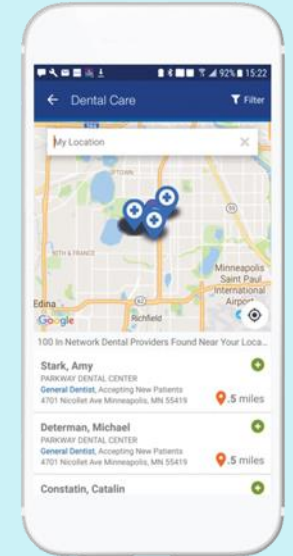 92% 15:22
Dental Care
Filter
My Location
50TH & FRANCE
Minneapolis
Saint Paul
International
Airport
Edina
Richfield
62
Google
100 In Network Dental Providers Found Near Your Loca...
Stark, Amy
PARKWAY DENTAL CENTER
General Dentist, Accepting New Patients
4701 Nicollet Ave Minneapolis, MN 55419
.5 miles
Determan, Michael
PARKWAY DENTAL CENTER
General Dentist, Accepting New Patients
4701 Nicollet Ave Minneapolis, MN 55419
.5 miles
Constatin, Catalin